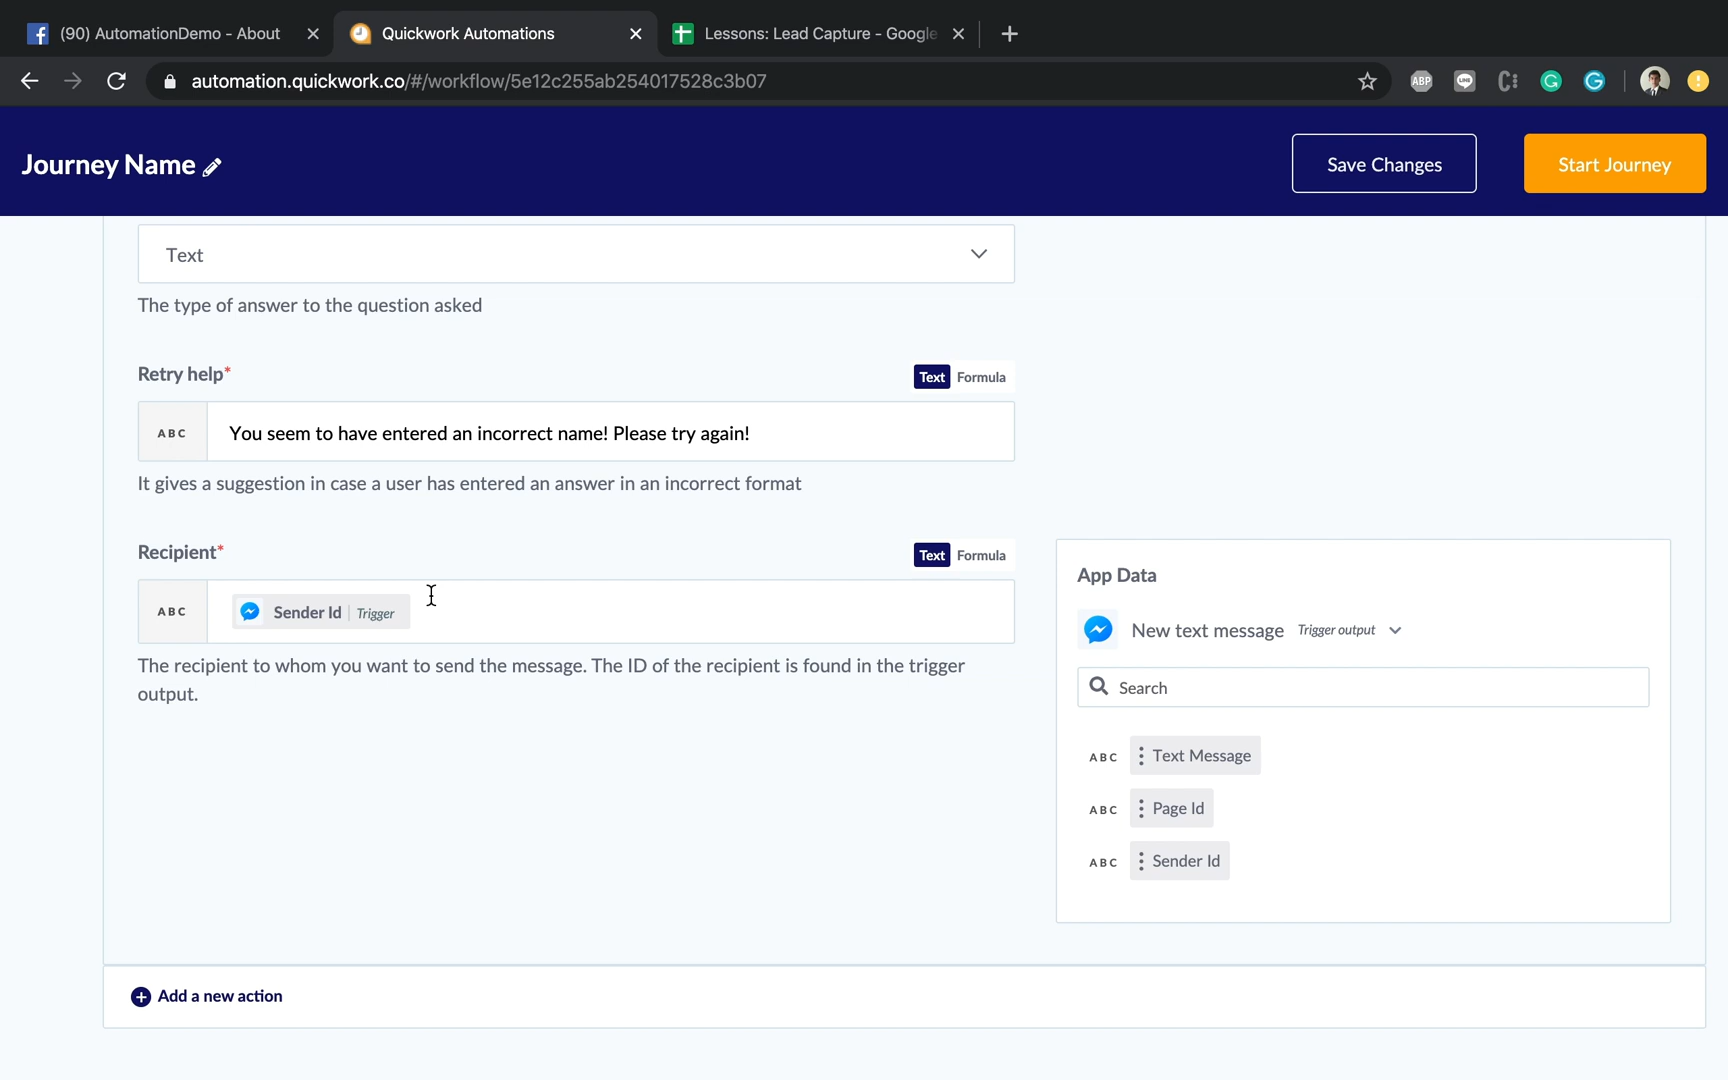 (90) AutomationDemo - About
Quickwork Automations
Lessons: Lead Capture - Google
automation.quickwork.co/#/workflow/5e12c255ab254017528c3b07
ABP
LINE
Journey Name
Save Changes
Start Journey
Text
The type of answer to the question asked
Retry help*
Text Formula
ABC
You seem to have entered an incorrect name! Please try again!
It gives a suggestion in case a user has entered an answer in an incorrect format
Recipient*
Text Formula
ABC
Sender Id | Trigger
The recipient to whom you want to send the message. The ID of the recipient is found in the trigger
output.
App Data
New text message Trigger output
Search
ABC Text Message
ABC Page Id
ABC Sender Id
Add a new action